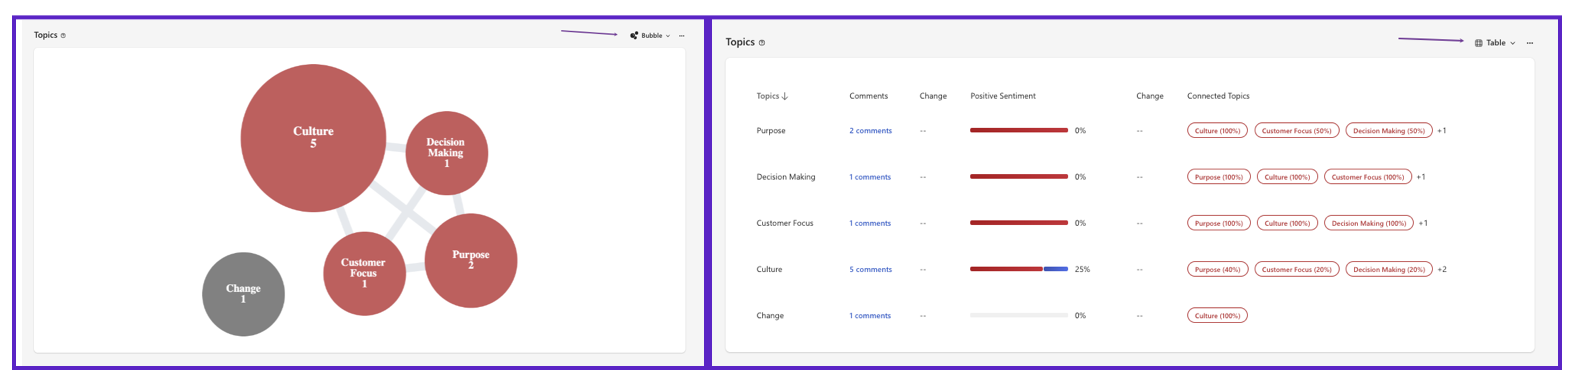 Topics
Bubble
Culture
5
Decision
Making
1
Customer
Focus
1
Purpose
2
Change
1
Topics
Table
Topics Comments Change Positive Sentiment Change Connected Topics
Purpose 2 comments -- 0% -- Culture (100%) Customer Focus (50%) Decision Making (50%) +1
Decision Making 1 comments -- 0% -- Purpose (100%) Culture (100%) Customer Focus (100%) +1
Customer Focus 1 comments -- 0% -- Purpose (100%) Culture (100%) Decision Making (100%) +1
Culture 5 comments -- 25% -- Purpose (40%) Customer Focus (20%) Decision Making (20%) +2
Change 1 comments -- 0% -- Culture (100%)